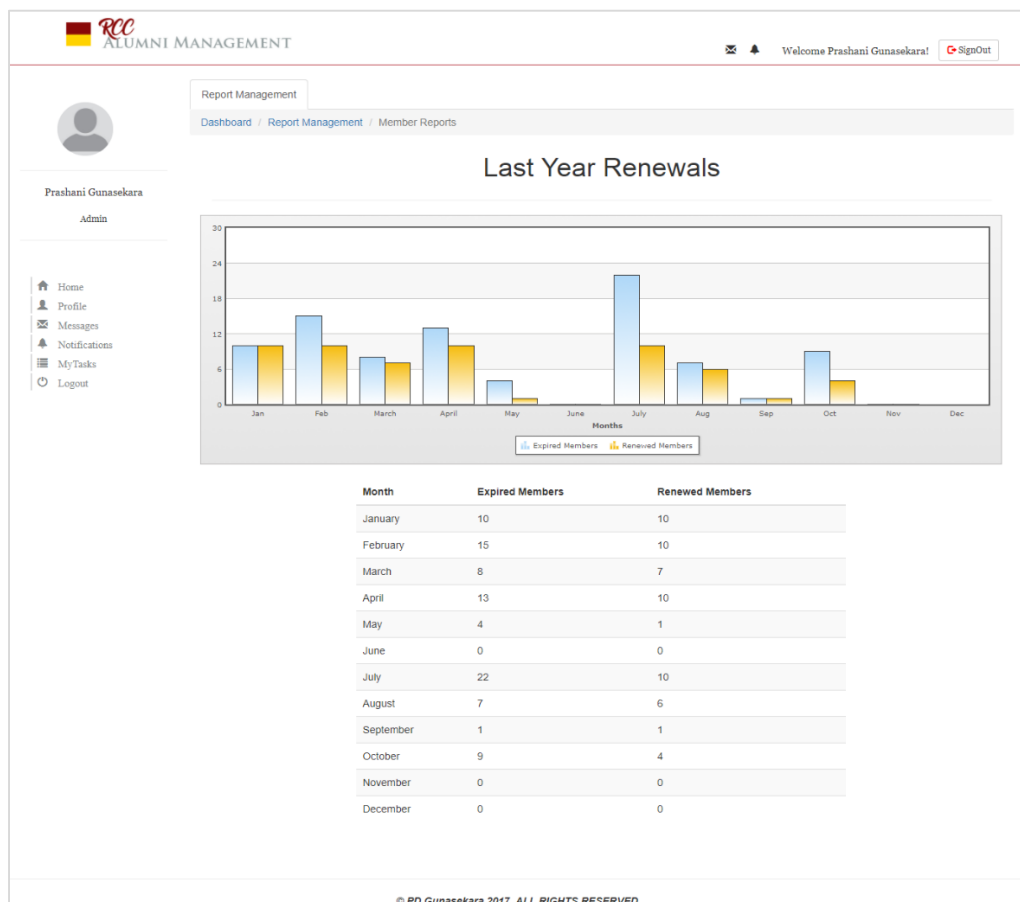 RCC
ALUMNI MANAGEMENT
Welcome Prashani Gunasekara!
SignOut
Report Management
Dashboard / Report Management / Member Reports
Prashani Gunasekara
Admin
Home
Profile
Messages
Notifications
MyTasks
Logout
Last Year Renewals
30
24
18
12
6
0
Jan Feb March April May June July Aug Sep Oct Nov Dec
Months
Expired Members Renewed Members
Month Expired Members Renewed Members
January 10 10
February 15 10
March 8 7
April 13 10
May 4 1
June 0 0
July 22 10
August 7 6
September 1 1
October 9 4
November 0 0
December 0 0
© PD Gunasekara 2017. ALL RIGHTS RESERVED